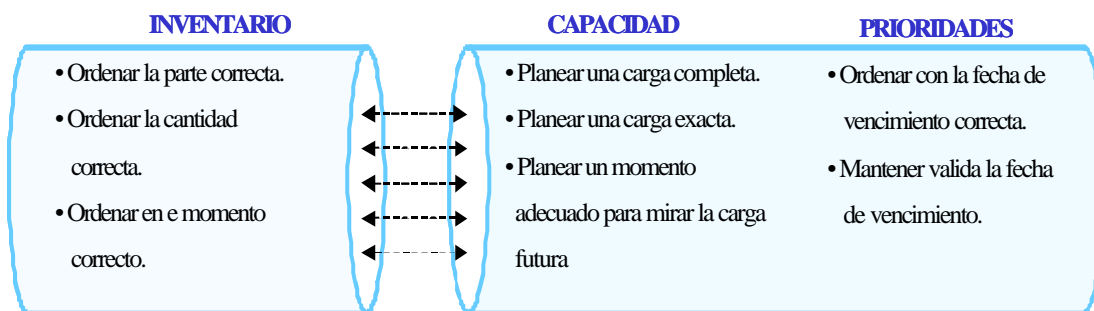 INVENTARIO
• Ordenar la parte correcta.
• Ordenar la cantidad
correcta.
• Ordenar en e momento
correcto.
CAPACIDAD
• Planear una carga completa.
• Planear una carga exacta.
• Planear un momento
adecuado para mirar la carga
futura
PRIORIDADES
• Ordenar con la fecha de
vencimiento correcta.
• Mantener valida la fecha
de vencimiento.